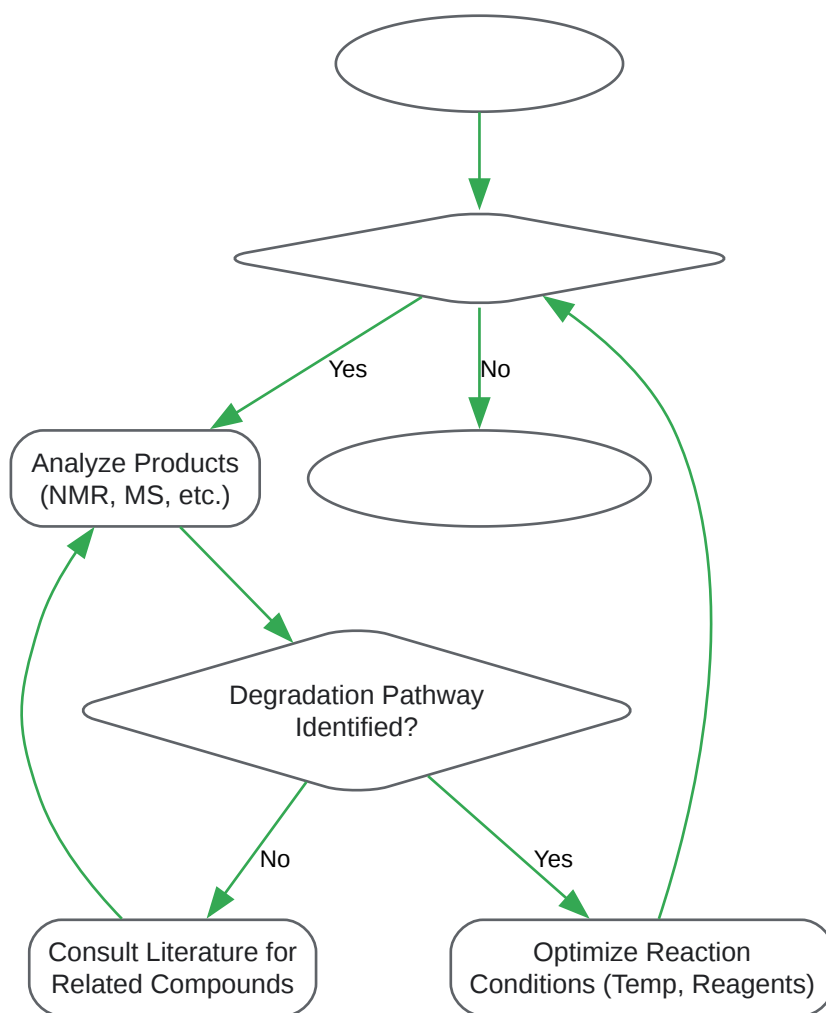 Yes
No
Analyze Products
(NMR, MS, etc.)
Degradation Pathway
Identified?
No
Yes
Consult Literature for
Related Compounds
Optimize Reaction
Conditions (Temp, Reagents)